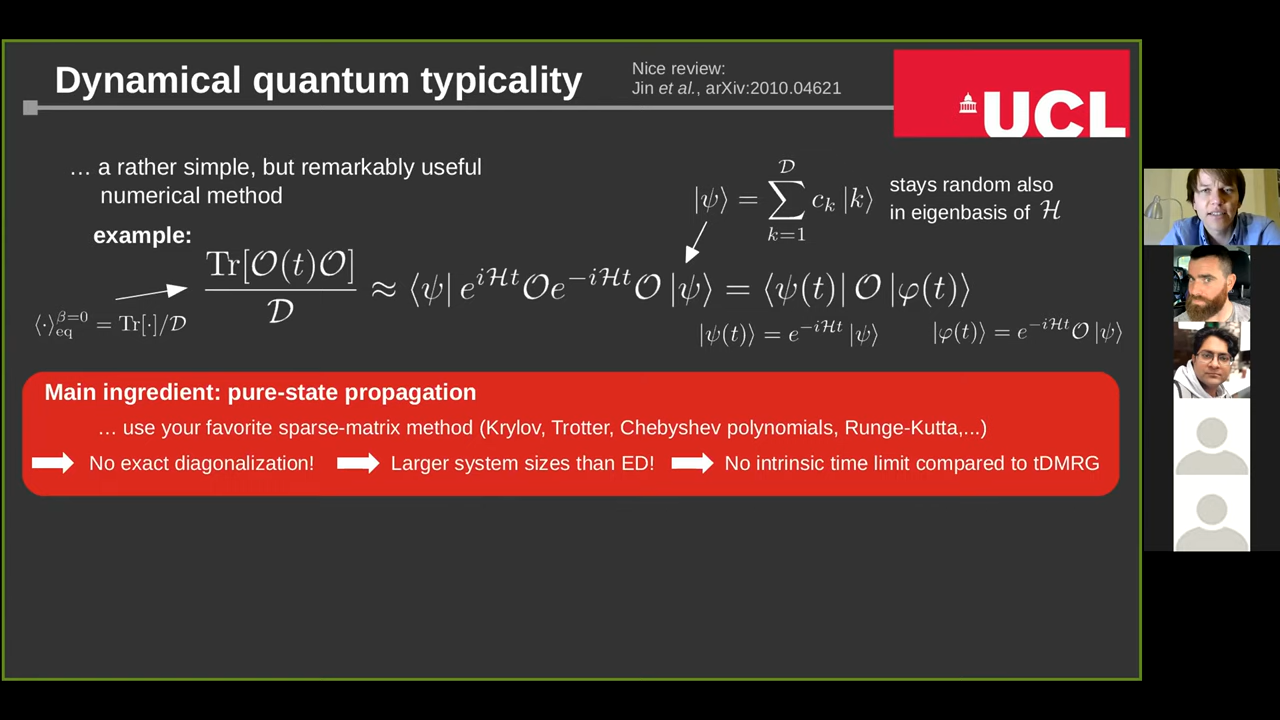 Dynamical quantum typicality
Nice review:
Jin et al., arXiv:2010.04621
UCL
… a rather simple, but remarkably useful
numerical method
|ψ⟩ = ∑_{k=1}^{𝒟} c_k |k⟩
stays random also
in eigenbasis of ℋ
example:
Tr[𝒪(t)𝒪]/𝒟 ≈ ⟨ψ| e^{iℋt}𝒪e^{−iℋt}𝒪 |ψ⟩ = ⟨ψ(t)| 𝒪 |φ(t)⟩
⟨·⟩_{eq}^{β=0} = Tr[·]/𝒟
|ψ(t)⟩ = e^{−iℋt} |ψ⟩
|φ(t)⟩ = e^{−iℋt}𝒪 |ψ⟩
Main ingredient: pure-state propagation
… use your favorite sparse-matrix method (Krylov, Trotter, Chebyshev polynomials, Runge-Kutta,...)
No exact diagonalization!
Larger system sizes than ED!
No intrinsic time limit compared to tDMRG